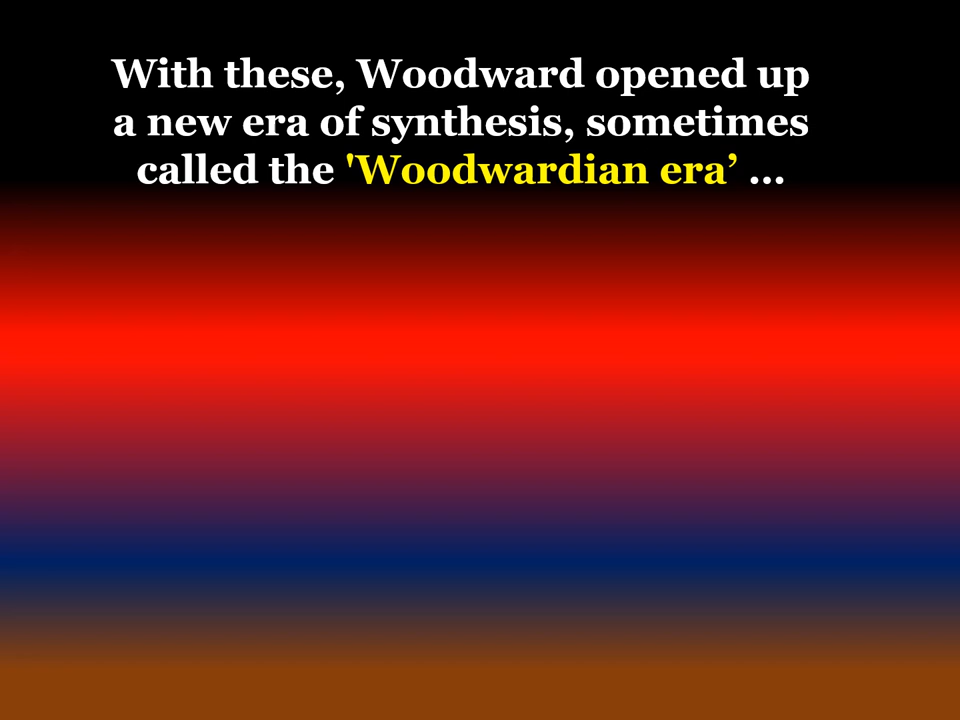 With these, Woodward opened up
a new era of synthesis, sometimes
called the 'Woodwardian era’ …